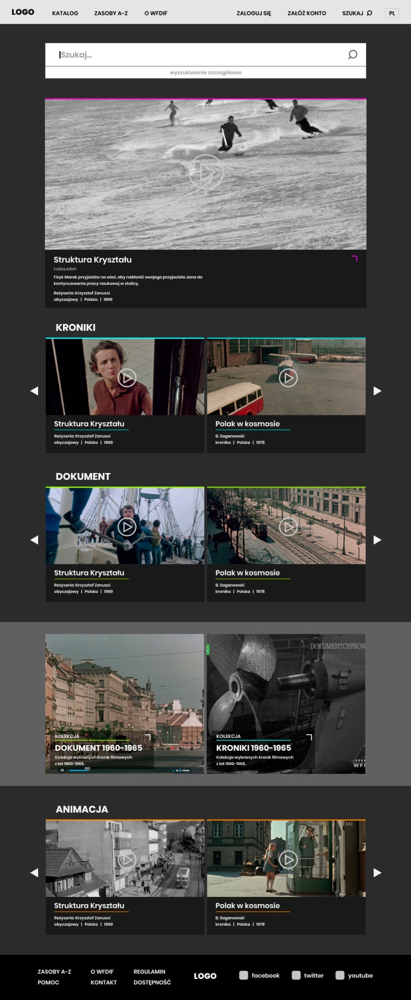 LOGO KATALOG ZASOBY A-Z O WFDIF ZALOGUJ SIĘ ZAŁÓŻ KONTO SZUKAJ PL
Szukaj...
wyszukiwanie szczegółowe
Struktura Kryształu
FABULARNY
Fizyk Marek przyjeżdża na wieś, aby nakłonić swojego przyjaciela Jana do
kontynuowania pracy naukowej w stolicy.
Reżyseria: Krzysztof Zanussi
obyczajowy | Polska | 1969
KRONIKI
Struktura Kryształu
Reżyseria: Krzysztof Zanussi
obyczajowy | Polska | 1969
Polak w kosmosie
B. Saganowski
kronika | Polska | 1978
DOKUMENT
Struktura Kryształu
Reżyseria: Krzysztof Zanussi
obyczajowy | Polska | 1969
Polak w kosmosie
B. Saganowski
kronika | Polska | 1978
UMENTCYFROWO.PL
KOLEKCJA
DOKUMENT 1960-1965
Kolekcja wybranych kronik filmowych
z lat 1960-1965.
vimeo
DOKUMENTCYFROW
KOLEKCJA
KRONIKI 1960-1965
Kolekcja wybranych kronik filmowych
z lat 1960-1965.
WFI
ANIMACJA
Struktura Kryształu
Reżyseria: Krzysztof Zanussi
obyczajowy | Polska | 1969
Polak w kosmosie
B. Saganowski
kronika | Polska | 1978
ZASOBY A-Z O WFDIF REGULAMIN LOGO facebook twitter youtube
POMOC KONTAKT DOSTĘPNOŚĆ